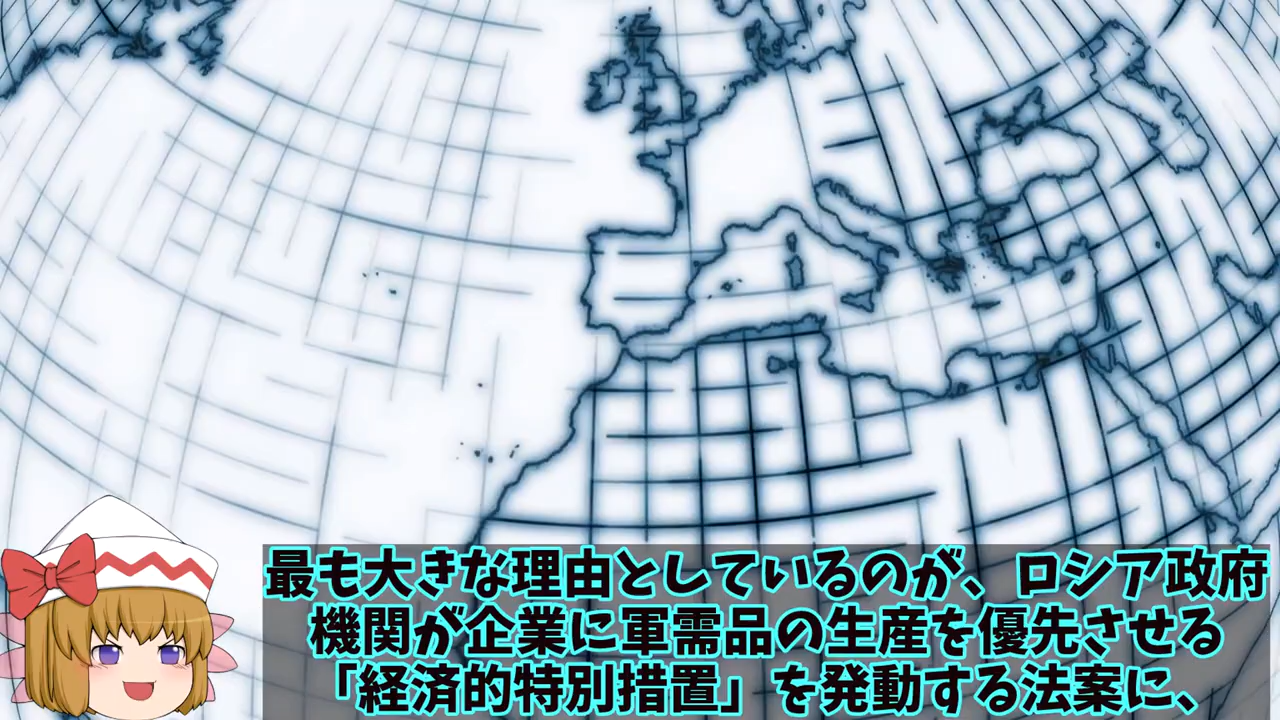 最も大きな理由としているのが、ロシア政府
機関が企業に軍需品の生産を優先させる
「経済的特別措置」を発動する法案に、